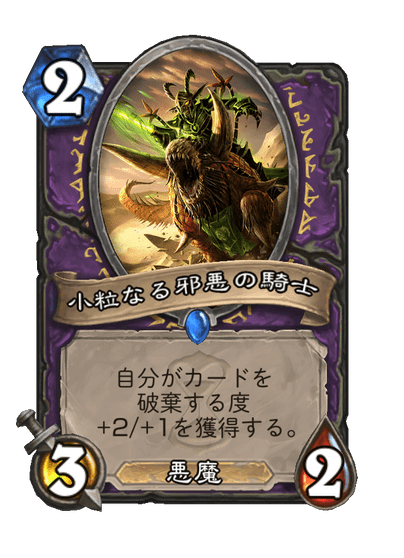 2
小粒なる邪悪の騎士
自分がカードを
破棄する度
+2/+1を獲得する。
3
悪魔
2